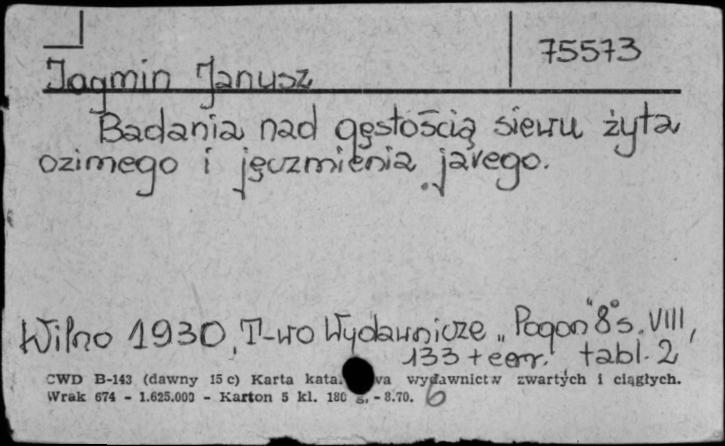 75573
Jagmin Janusz
Badania nad gęstością siewu żyta
ozimego i jęczmienia jarego.
Wilno 1930, T-wo Wydawnicze „Pogoń" 8° s. VIII,
133 + tabl. 2
CWD B-143 (dawny 15 c) Karta wydawnictw zwartych i ciągłych.
Wrak 674 - 1.625.000 - Karton 5 kl. 180 g. - 8.70.
6